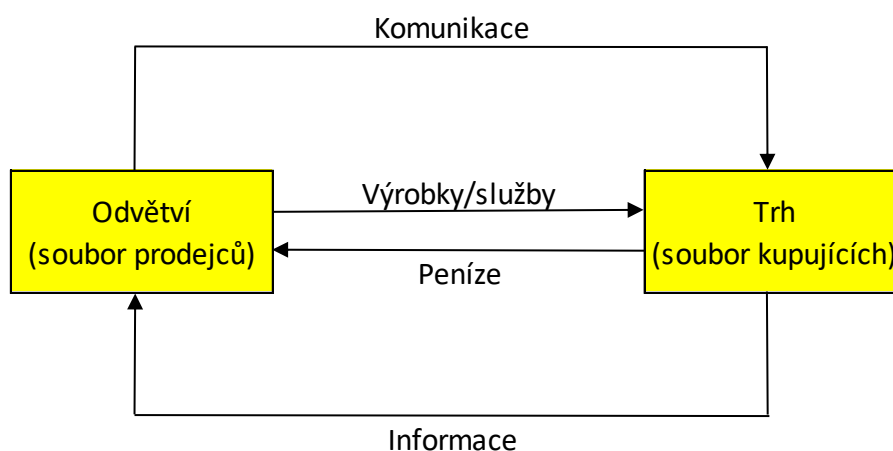 Komunikace
Odvětví
(soubor prodejců)
Výrobky/služby
Peníze
Trh
(soubor kupujících)
Informace